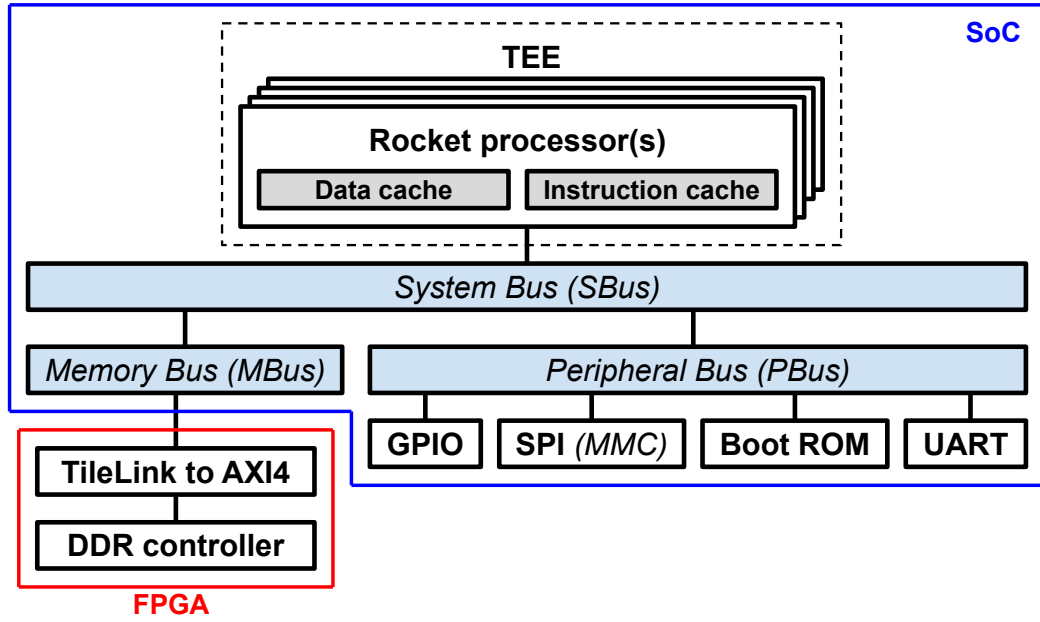 SoC
TEE
Rocket processor(s)
Data cache
Instruction cache
System Bus (SBus)
Memory Bus (MBus)
Peripheral Bus (PBus)
GPIO
SPI (MMC)
Boot ROM
UART
TileLink to AXI4
DDR controller
FPGA